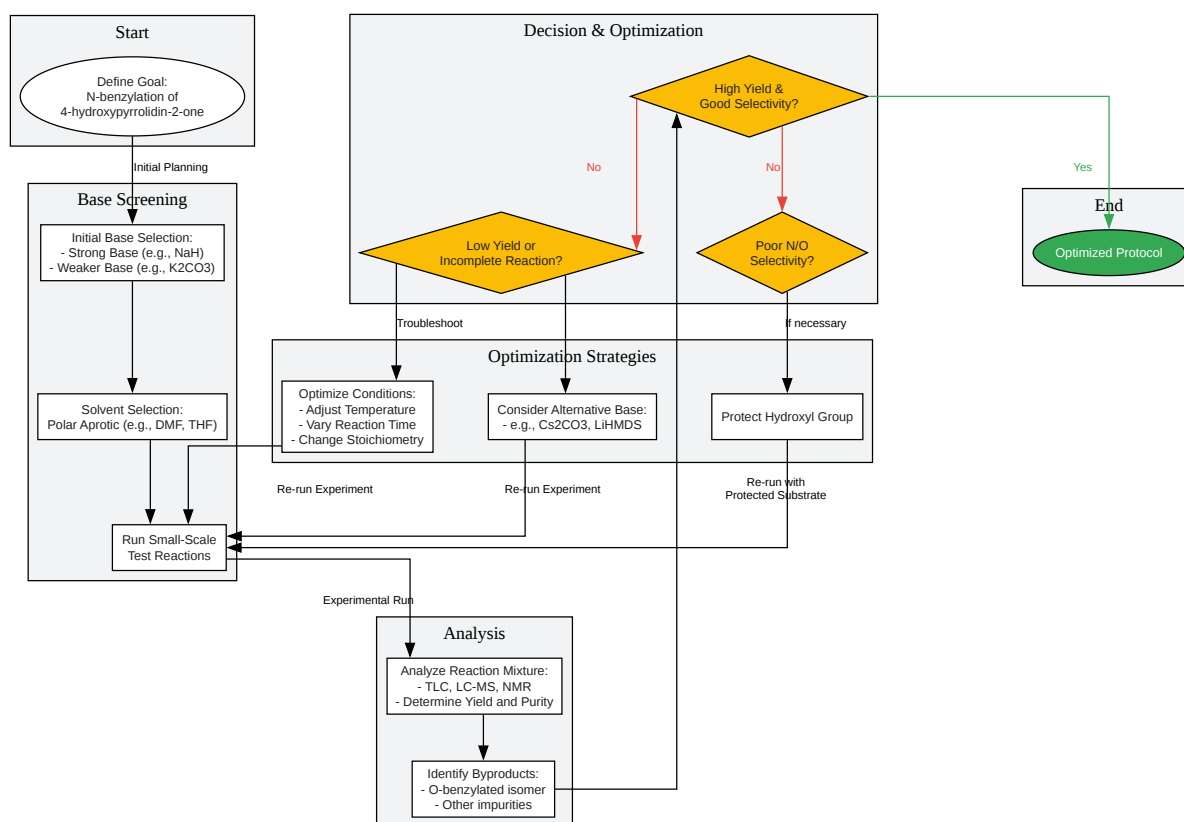 Start
Define Goal:
N-benzylation of
4-hydroxypyrrolidin-2-one
Initial Planning
Base Screening
Initial Base Selection:
- Strong Base (e.g., NaH)
- Weaker Base (e.g., K2CO3)
Solvent Selection:
Polar Aprotic (e.g., DMF, THF)
Run Small-Scale
Test Reactions
Decision & Optimization
High Yield &
Good Selectivity?
No
No
Yes
Low Yield or
Incomplete Reaction?
Poor N/O
Selectivity?
End
Optimized Protocol
Troubleshoot
If necessary
Optimization Strategies
Optimize Conditions:
- Adjust Temperature
- Vary Reaction Time
- Change Stoichiometry
Consider Alternative Base:
- e.g., Cs2CO3, LiHMDS
Protect Hydroxyl Group
Re-run Experiment
Re-run Experiment
Re-run with
Protected Substrate
Experimental Run
Analysis
Analyze Reaction Mixture:
- TLC, LC-MS, NMR
- Determine Yield and Purity
Identify Byproducts:
- O-benzylated isomer
- Other impurities